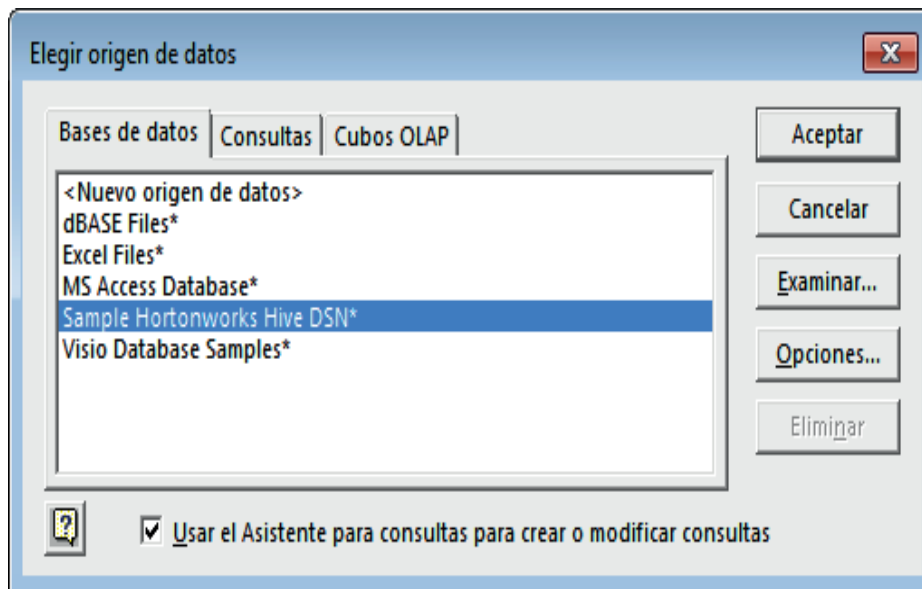 Elegir origen de datos
Bases de datos
Consultas
Cubos OLAP
<Nuevo origen de datos>
dBASE Files*
Excel Files*
MS Access Database*
Sample Hortonworks Hive DSN*
Visio Database Samples*
Aceptar
Cancelar
Examinar...
Opciones...
Eliminar
?
Usar el Asistente para consultas para crear o modificar consultas